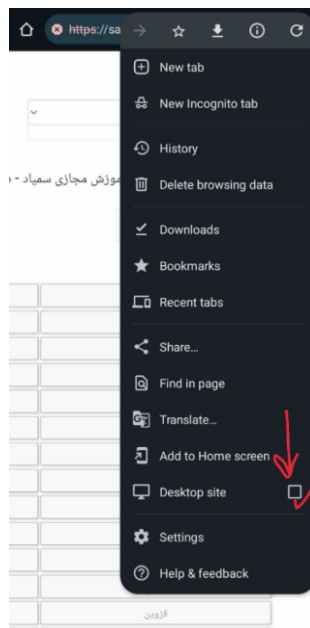 https://sa
New tab
New Incognito tab
History
موزش مجازی سمیاد -
Delete browsing data
Downloads
Bookmarks
Recent tabs
Share...
Find in page
Translate...
Add to Home screen
Desktop site
Settings
Help & feedback
قزوین